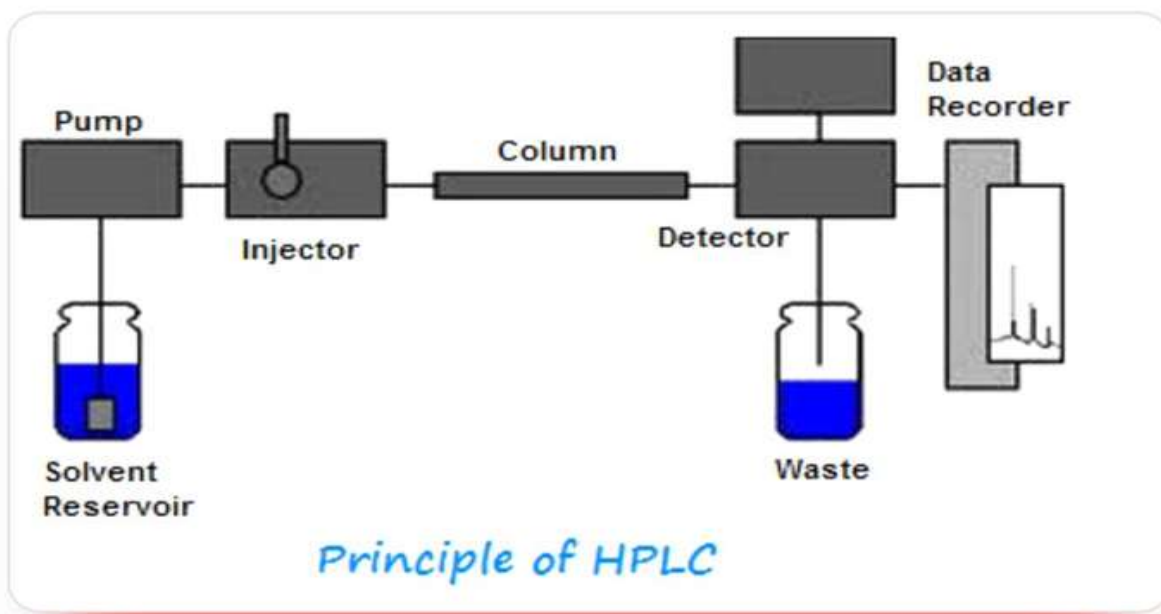 Pump
Injector
Column
Detector
Data
Recorder
Solvent
Reservoir
Waste
Principle of HPLC